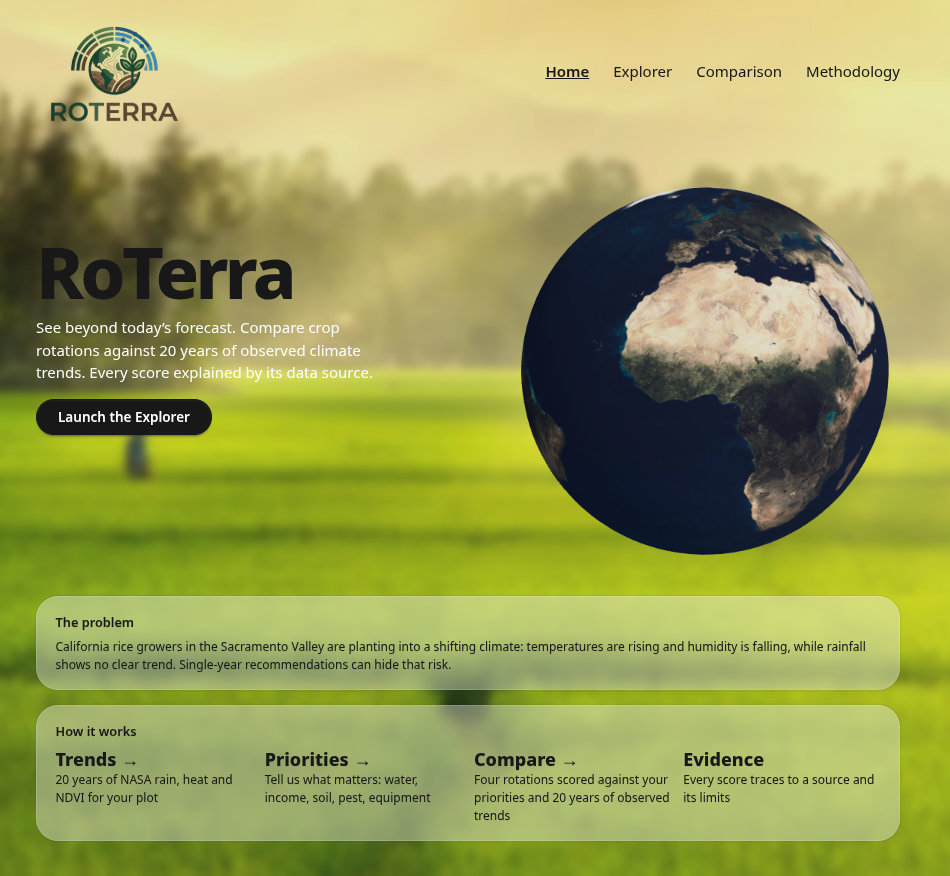 ROTERRA
Home Explorer Comparison Methodology
RoTerra
See beyond today’s forecast. Compare crop
rotations against 20 years of observed climate
trends. Every score explained by its data source.
Launch the Explorer
The problem
California rice growers in the Sacramento Valley are planting into a shifting climate: temperatures are rising and humidity is falling, while rainfall
shows no clear trend. Single-year recommendations can hide that risk.
How it works
Trends →
20 years of NASA rain, heat and
NDVI for your plot
Priorities →
Tell us what matters: water,
income, soil, pest, equipment
Compare →
Four rotations scored against your
priorities and 20 years of observed
trends
Evidence
Every score traces to a source and
its limits